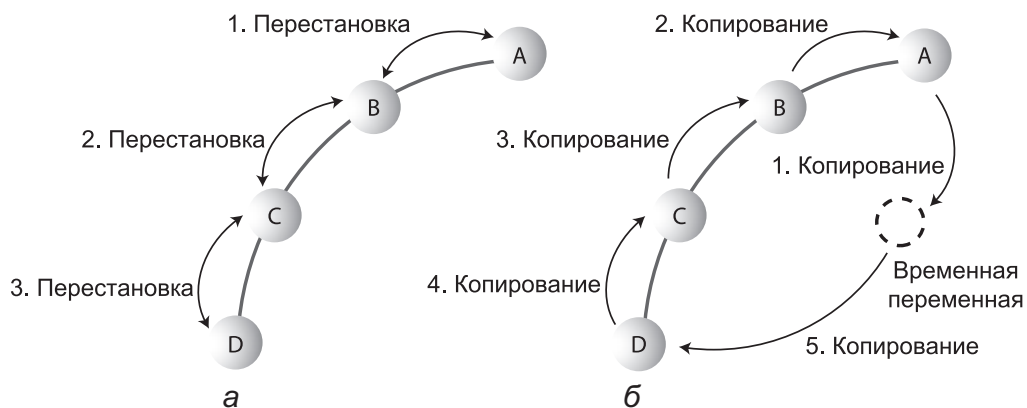 1. Перестановка
A
B
2. Перестановка
C
3. Перестановка
D
а
2. Копирование
A
B
3. Копирование
1. Копирование
C
4. Копирование
Временная
переменная
D
5. Копирование
б